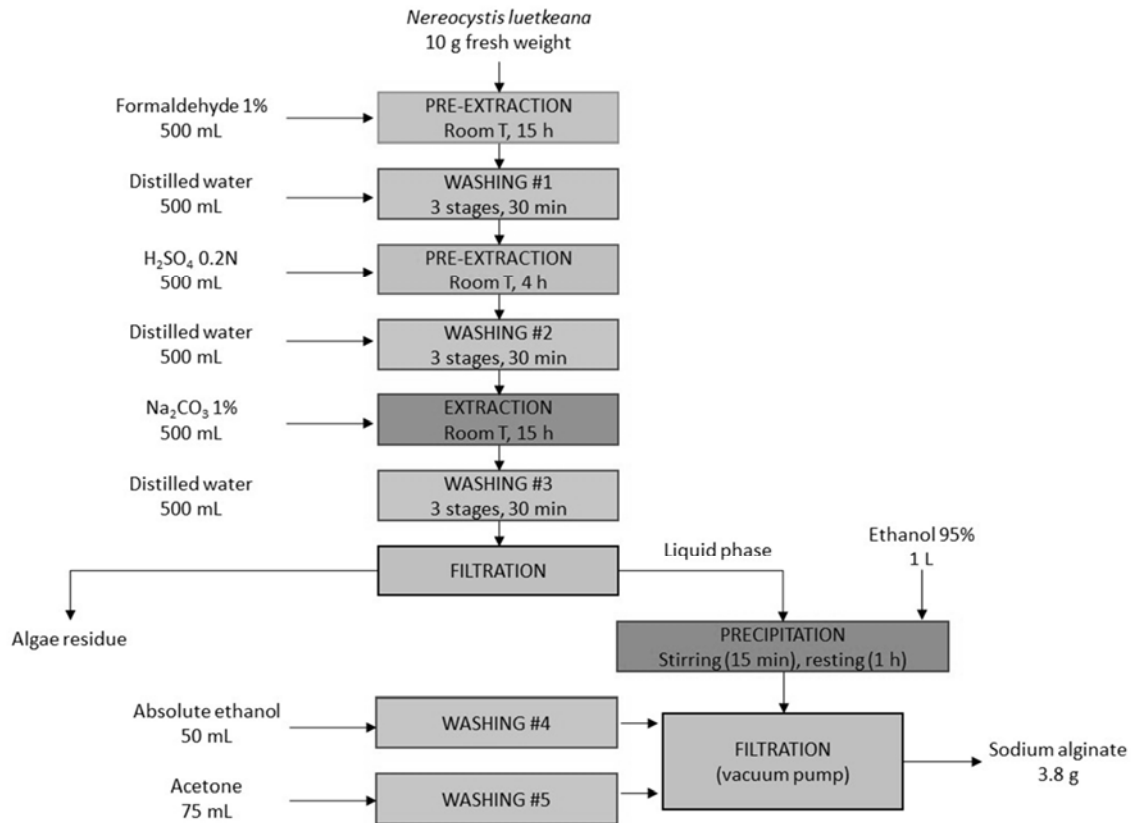 Nereocystis luetkeana
10 g fresh weight
Formaldehyde 1%
500 mL
PRE-EXTRACTION
Room T, 15 h
Distilled water
500 mL
WASHING #1
3 stages, 30 min
H₂SO₄ 0.2N
500 mL
PRE-EXTRACTION
Room T, 4 h
Distilled water
500 mL
WASHING #2
3 stages, 30 min
Na₂CO₃ 1%
500 mL
EXTRACTION
Room T, 15 h
Distilled water
500 mL
WASHING #3
3 stages, 30 min
FILTRATION
Liquid phase
Ethanol 95%
1 L
Algae residue
PRECIPITATION
Stirring (15 min), resting (1 h)
Absolute ethanol
50 mL
WASHING #4
Acetone
75 mL
WASHING #5
FILTRATION
(vacuum pump)
Sodium alginate
3.8 g